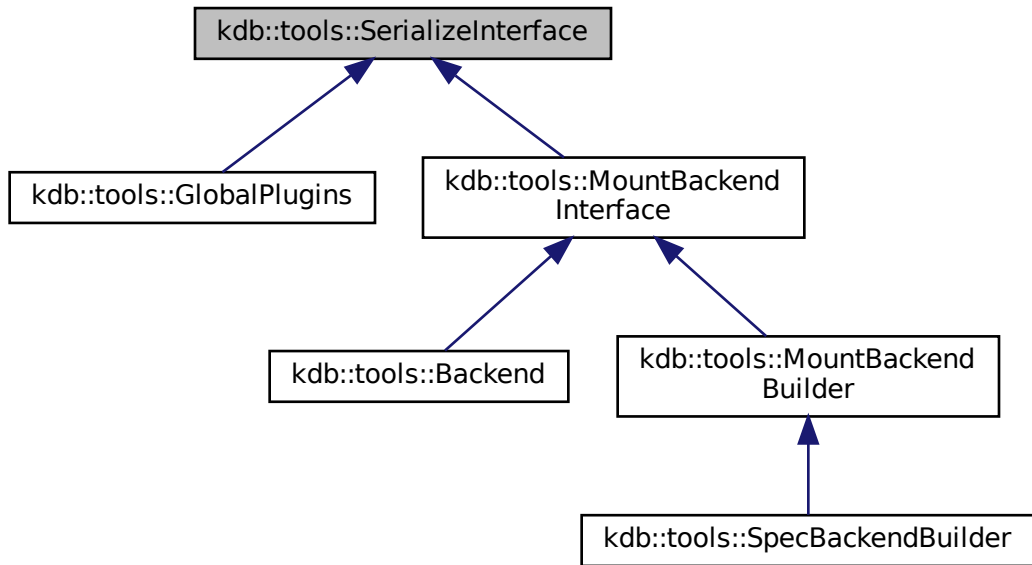 kdb::tools::SerializeInterface
kdb::tools::GlobalPlugins
kdb::tools::MountBackend
Interface
kdb::tools::Backend
kdb::tools::MountBackend
Builder
kdb::tools::SpecBackendBuilder